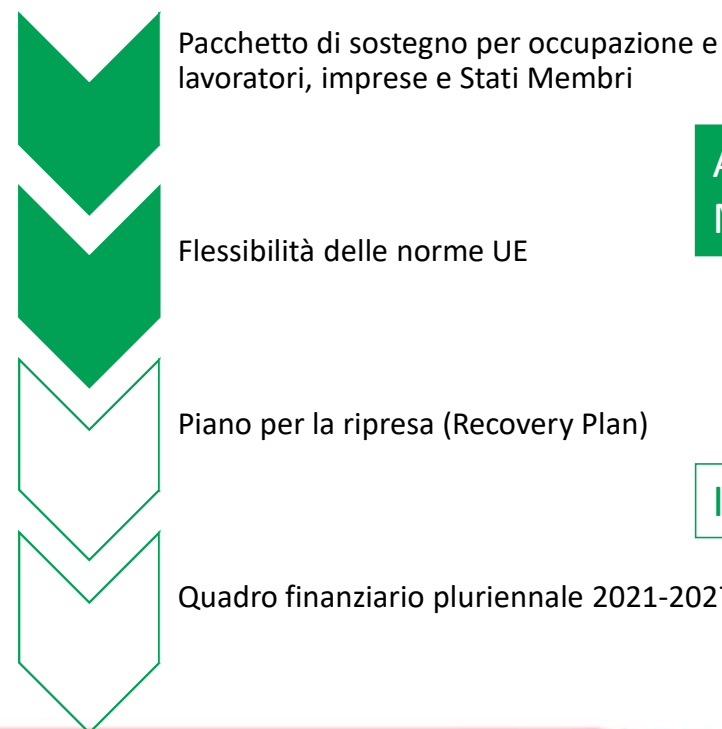 Pacchetto di sostegno per occupazione e
lavoratori, imprese e Stati Membri
Flessibilità delle norme UE
Piano per la ripresa (Recovery Plan)
Quadro finanziario pluriennale 2021-2027